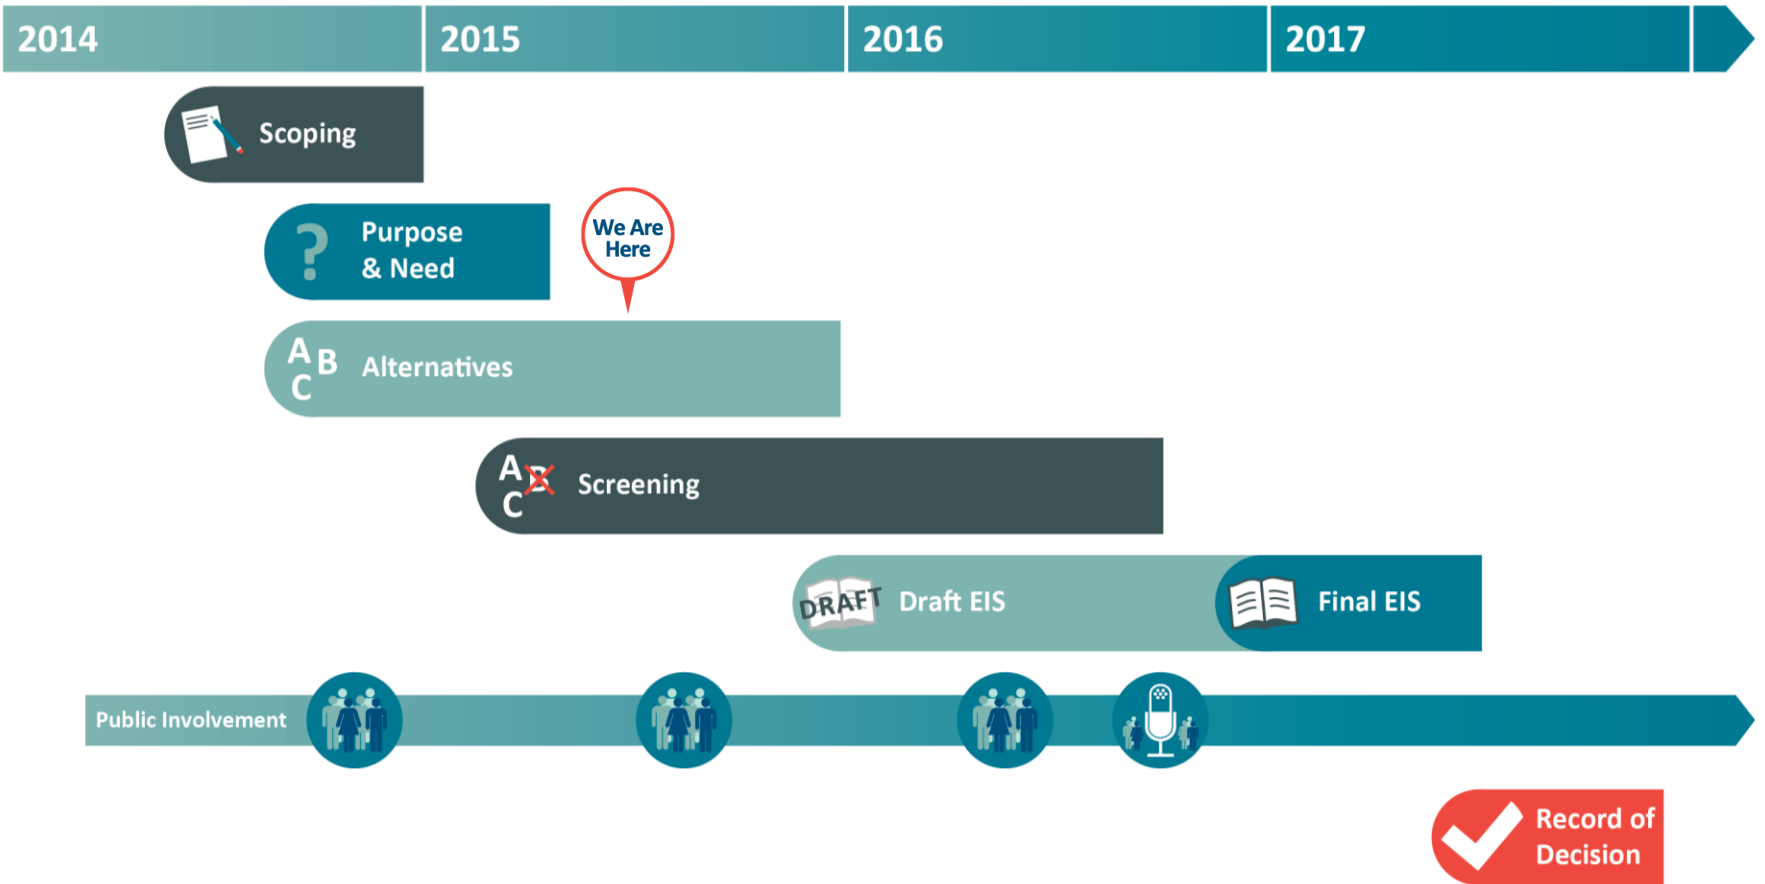 2014
2015
2016
2017
Scoping
Purpose
& Need
We Are
Here
A B
C
Alternatives
A B
C
Screening
DRAFT
Draft EIS
Final EIS
Public Involvement
Record of
Decision